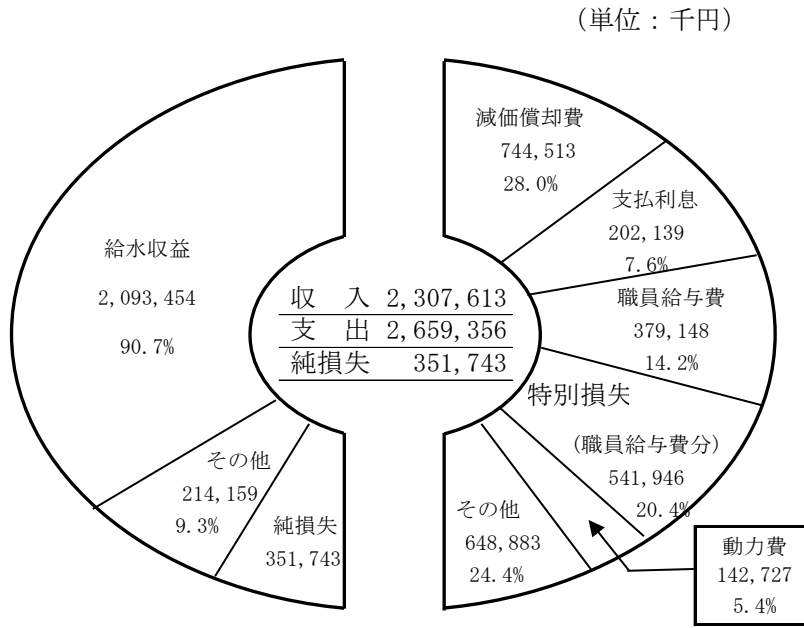 (単位：千円)
給水収益
2,093,454
90.7%
その他
214,159
9.3%
純損失
351,743
収　入 2,307,613
支　出 2,659,356
純損失 351,743
減価償却費
744,513
28.0%
支払利息
202,139
7.6%
職員給与費
379,148
14.2%
特別損失
(職員給与費分)
541,946
20.4%
動力費
142,727
5.4%
その他
648,883
24.4%